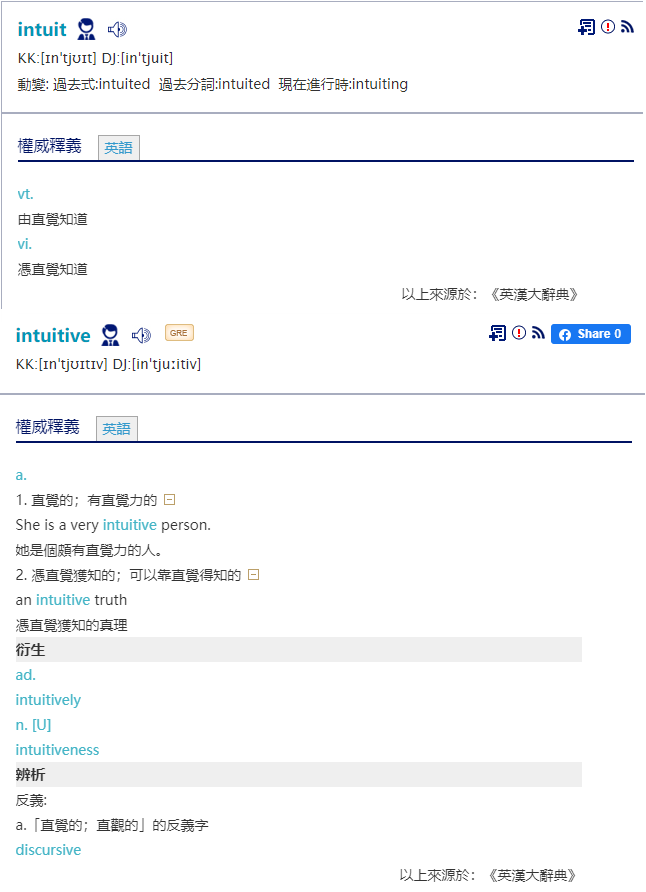 intuit
KK:[ɪnˈtjʊɪt] DJ:[inˈtjuit]
動變: 過去式:intuited 過去分詞:intuited 現在進行時:intuiting
權威釋義 英語
vt.
由直覺知道
vi.
憑直覺知道
以上來源於：《英漢大辭典》
intuitive GRE Share 0
KK:[ɪnˈtjʊɪtɪv] DJ:[inˈtjuːitiv]
權威釋義 英語
a.
1. 直覺的；有直覺力的
She is a very intuitive person.
她是個頗有直覺力的人。
2. 憑直覺獲知的；可以靠直覺得知的
an intuitive truth
憑直覺獲知的真理
衍生
ad.
intuitively
n. [U]
intuitiveness
辨析
反義:
a.「直覺的；直觀的」的反義字
discursive
以上來源於：《英漢大辭典》